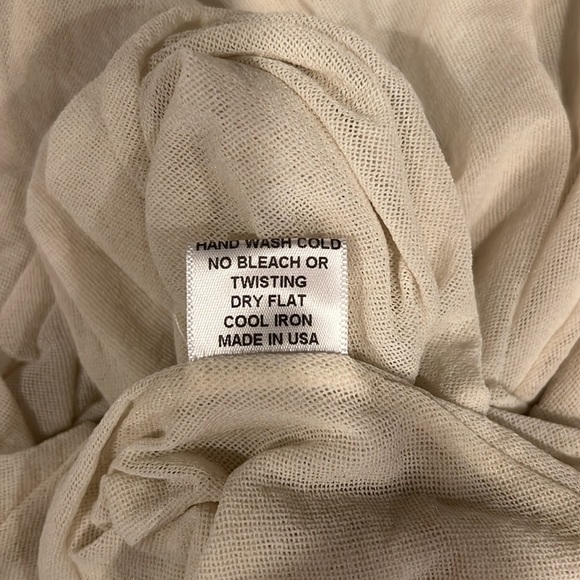 HAND WASH COLD
NO BLEACH OR
TWISTING
DRY FLAT
COOL IRON
MADE IN USA